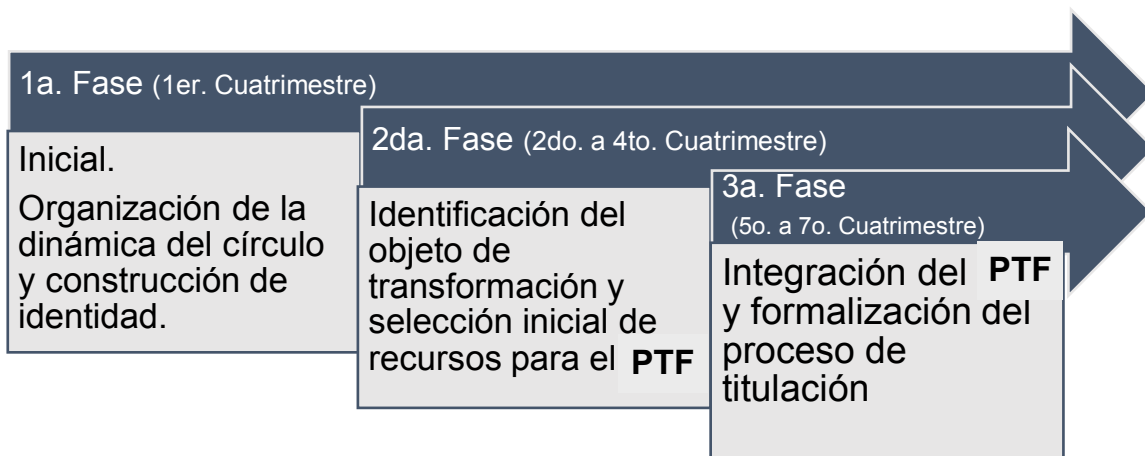 1a. Fase (1er. Cuatrimestre)
Inicial.
Organización de la
dinámica del círculo
y construcción de
identidad.
2da. Fase (2do. a 4to. Cuatrimestre)
Identificación del
objeto de
transformación y
selección inicial de
recursos para el PTF
3a. Fase
(5o. a 7o. Cuatrimestre)
Integración del PTF
y formalización del
proceso de
titulación